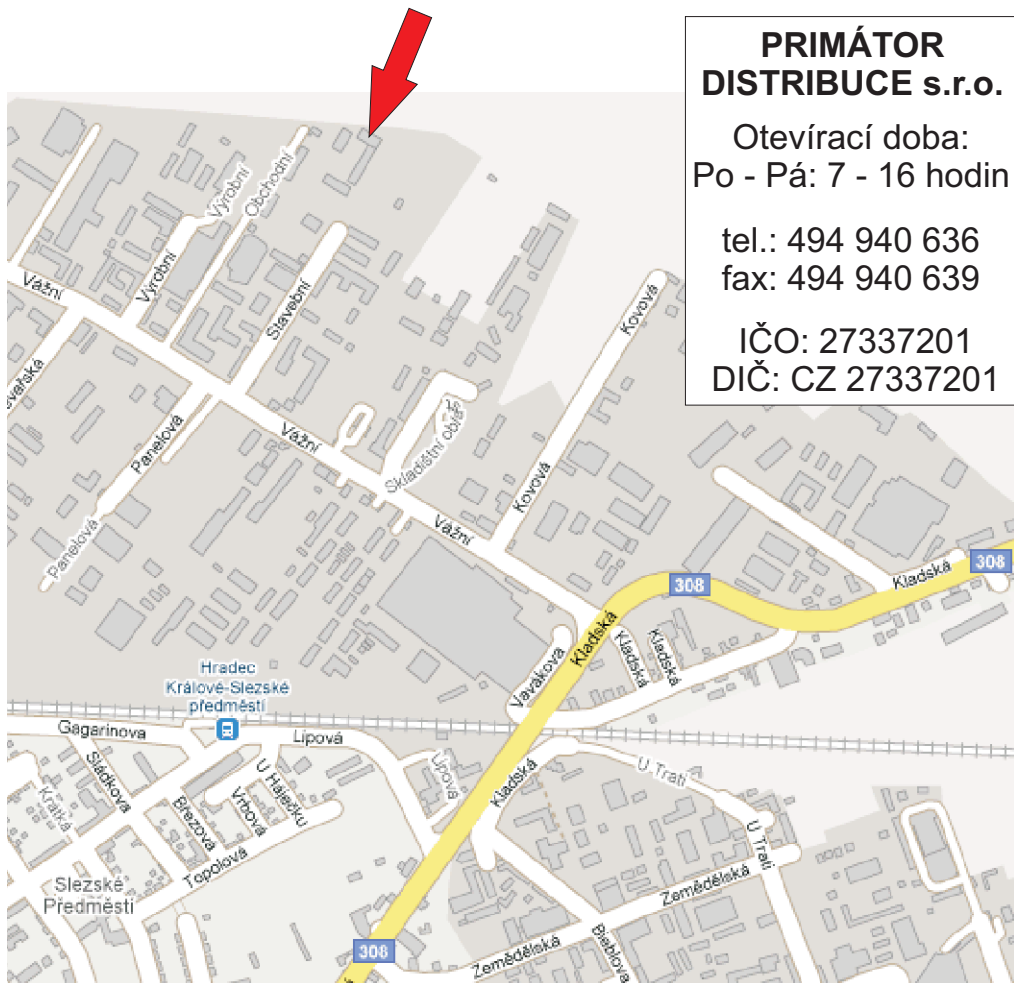 PRIMÁTOR
DISTRIBUCE s.r.o.
Otevírací doba:
Po - Pá: 7 - 16 hodin
tel.: 494 940 636
fax: 494 940 639
IČO: 27337201
DIČ: CZ 27337201
Výrobní
Obchodní
Výrobní
Vážní
Stavební
Kovová
Panelová
Vážní
Skladištní oblast
Kovová
Panelová
Vážní
308
Kladská
308
Kladská
Kladská
Kladská
Vavákova
Hradec
Králové-Slezské
předměstí
Gagarinova
Lipová
Sládkova
U Háječku
Lipová
Kladská
U Trati
Krátká
Vrbová
Březová
U Trati
Topolová
Slezské
Předměstí
Zemědělská
308
Zemědělská
Bieblova